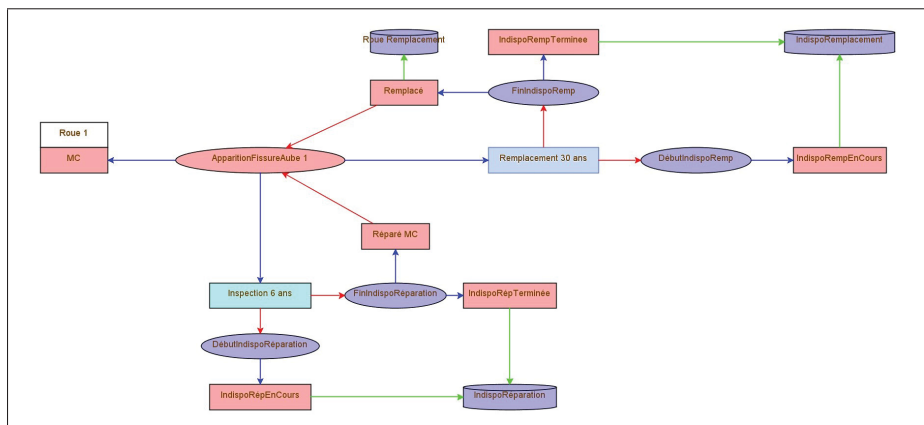 Roue Remplacement
IndispoRempTerminee
IndispoRemplacement
Remplacé
FinIndispoRemp
Roue 1
MC
ApparitionFissureAube 1
Remplacement 30 ans
DébutIndispoRemp
IndispoRempEnCours
Réparé MC
Inspection 6 ans
FinIndispoRéparation
IndispoRépTerminée
DébutIndispoRéparation
IndispoRépEnCours
IndispoRéparation